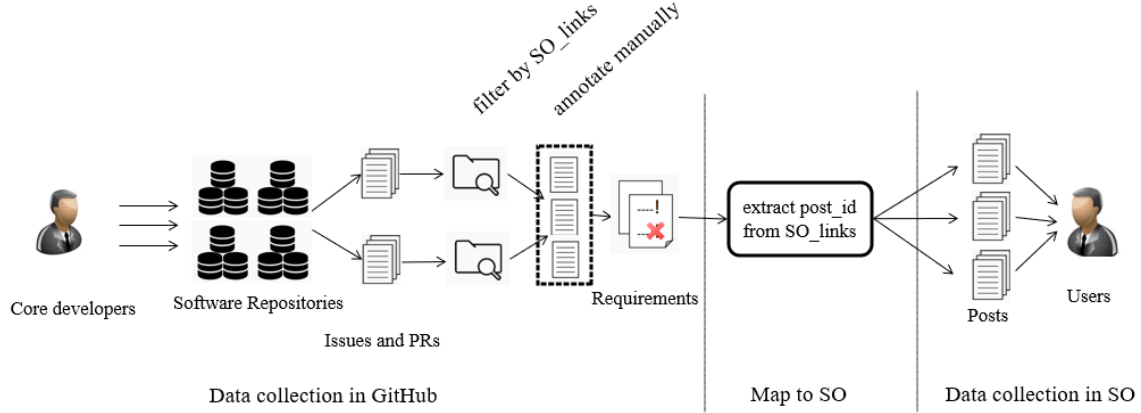 filter by SO_links
annotate manually
extract post_id
from SO_links
Core developers
Software Repositories
Issues and PRs
Requirements
Posts
Users
Data collection in GitHub
Map to SO
Data collection in SO